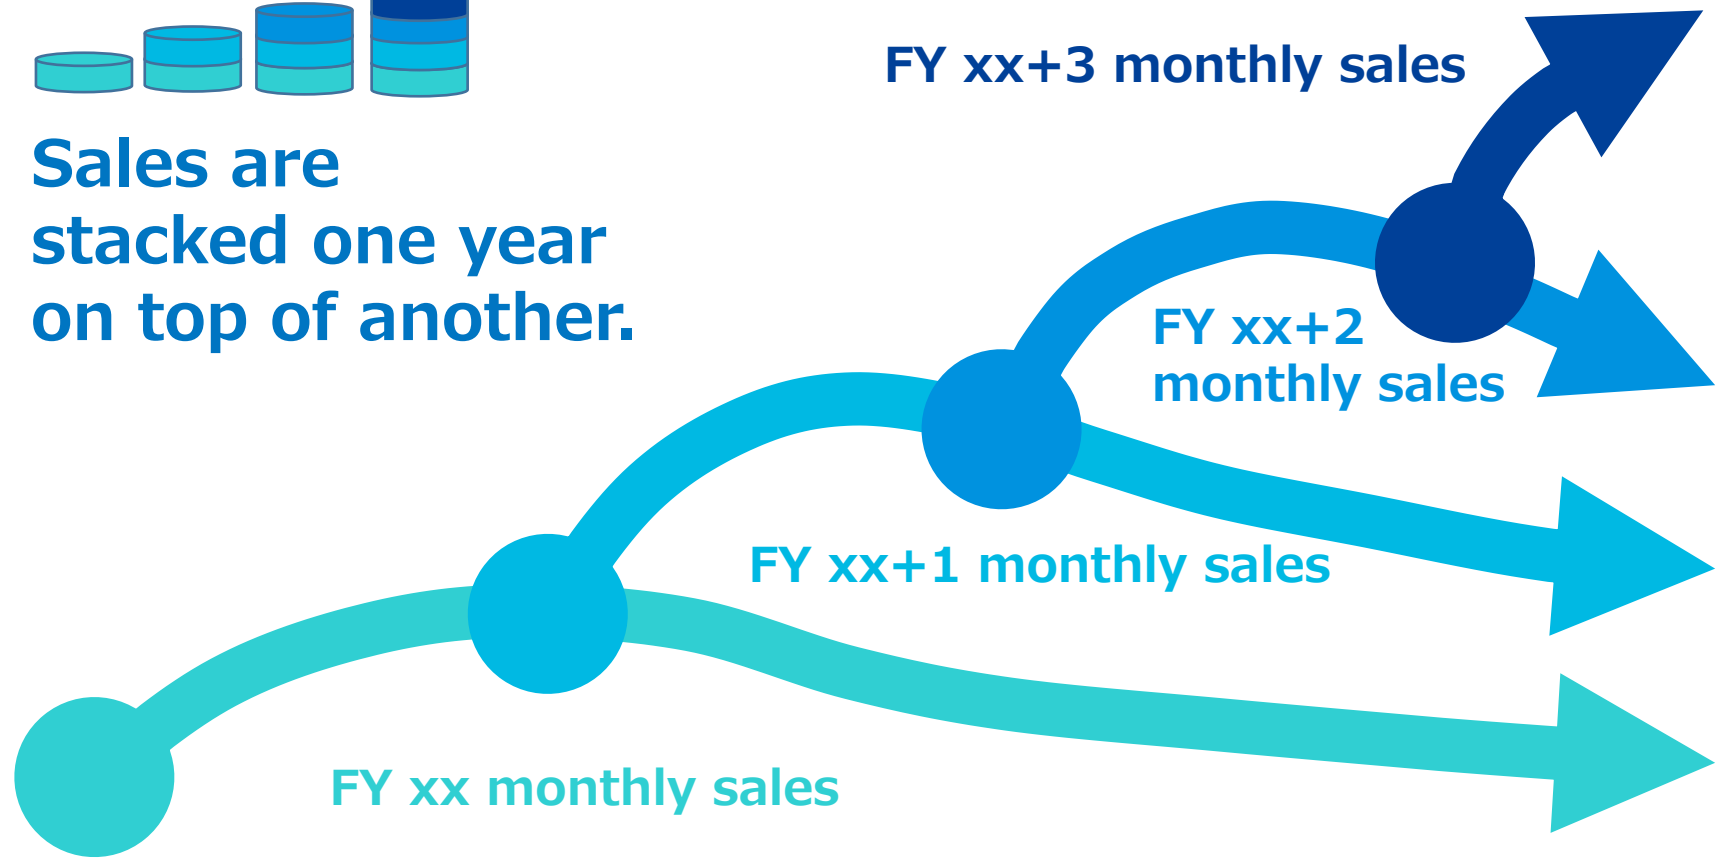 Sales are
stacked one year
on top of another.
FY xx+3 monthly sales
FY xx+2
monthly sales
FY xx+1 monthly sales
FY xx monthly sales